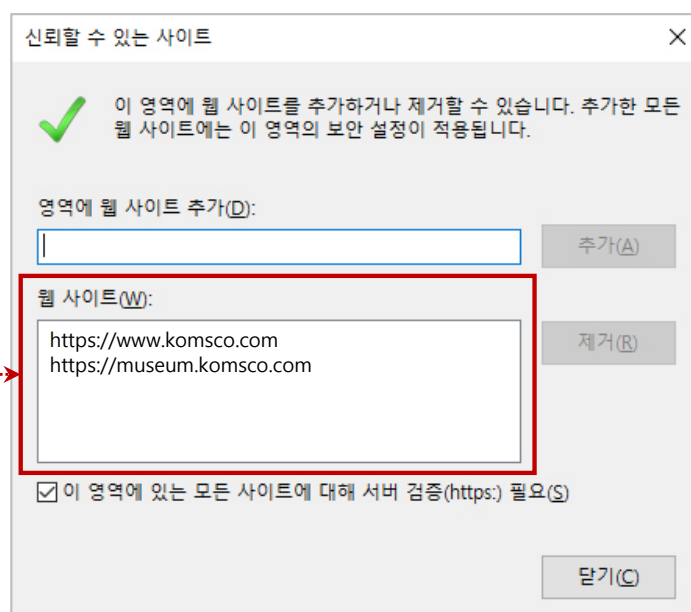 신뢰할 수 있는 사이트
이 영역에 웹 사이트를 추가하거나 제거할 수 있습니다. 추가한 모든
웹 사이트에는 이 영역의 보안 설정이 적용됩니다.
영역에 웹 사이트 추가(D):
추가(A)
웹 사이트(W):
https://www.komsco.com
https://museum.komsco.com
제거(R)
이 영역에 있는 모든 사이트에 대해 서버 검증(https:) 필요(S)
닫기(C)